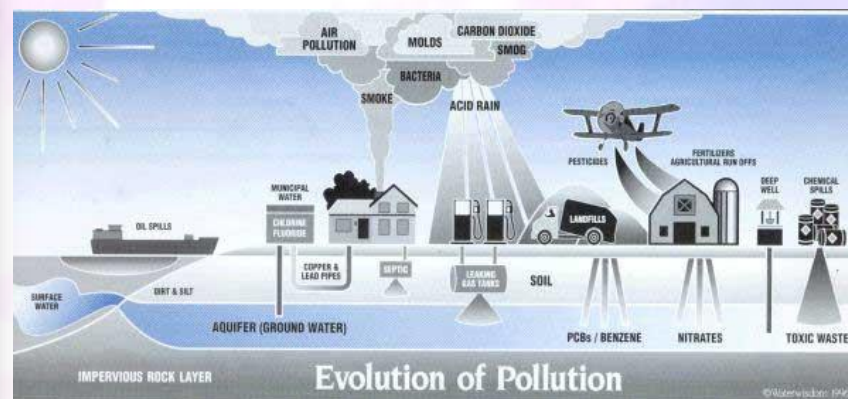 AIR
POLLUTION
MOLDS
CARBON DIOXIDE
SMOG
BACTERIA
SMOKE
ACID RAIN
PESTICIDES
FERTILIZERS
AGRICULTURAL RUN OFFS
DEEP
WELL
CHEMICAL
SPILLS
MUNICIPAL
WATER
CHLORINE
FLUORIDE
OIL SPILLS
LANDFILLS
COPPER &
LEAD PIPES
SEPTIC
LEAKING
GAS TANKS
SOIL
SURFACE
WATER
DIRT & SILT
AQUIFER (GROUND WATER)
PCBs / BENZENE
NITRATES
TOXIC WASTE
IMPERVIOUS ROCK LAYER
Evolution of Pollution